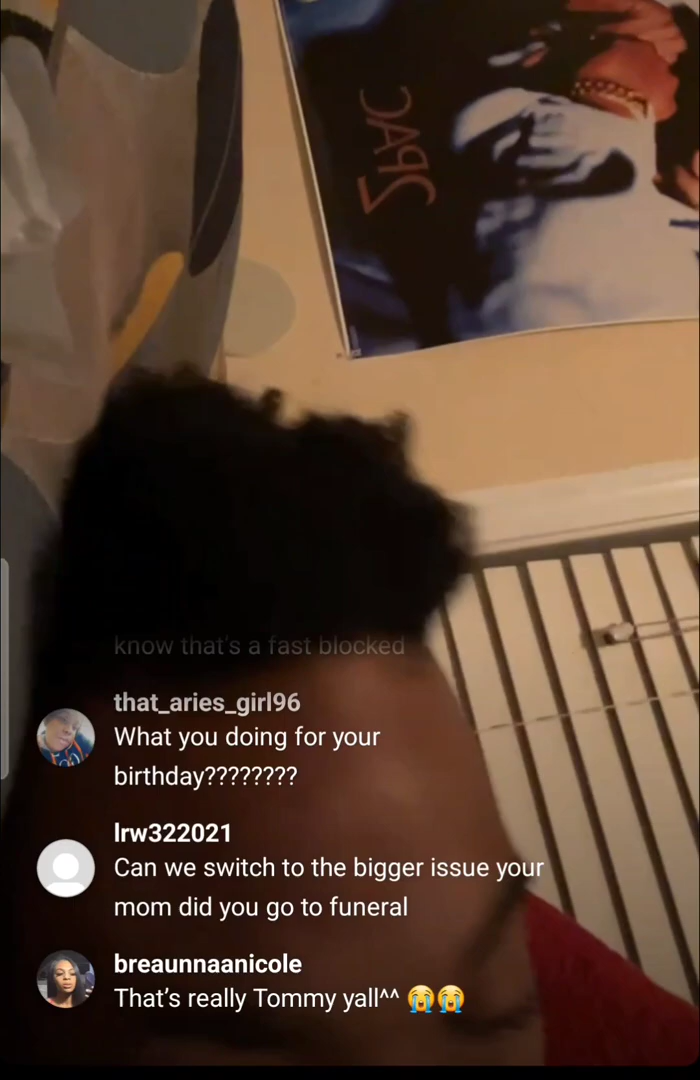 2PAC
know that's a fast blocked
that_aries_girl96
What you doing for your
birthday????????
lrw322021
Can we switch to the bigger issue your
mom did you go to funeral
breaunnaanicole
That's really Tommy yall^^ 😭😭